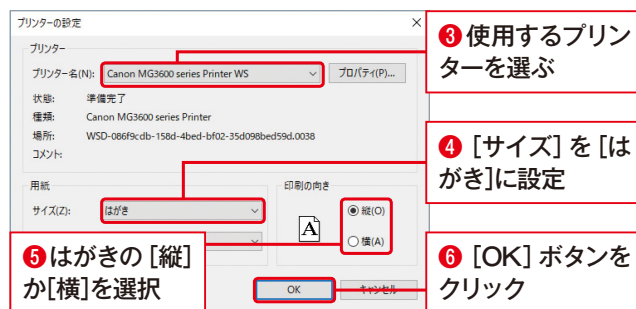 プリンターの設定
プリンター
プリンター名(N):
Canon MG3600 series Printer WS
プロパティ(P)...
状態:
準備完了
種類:
Canon MG3600 series Printer
場所:
WSD-086f9cdb-158d-4bed-bf02-35d098bed59d.0038
コメント:
用紙
サイズ(Z):
はがき
印刷の向き
A
縦(O)
横(A)
OK
キャンセル
❸使用するプリン
ターを選ぶ
❹[サイズ]を[は
がき]に設定
❺はがきの[縦]
か[横]を選択
❻[OK]ボタンを
クリック